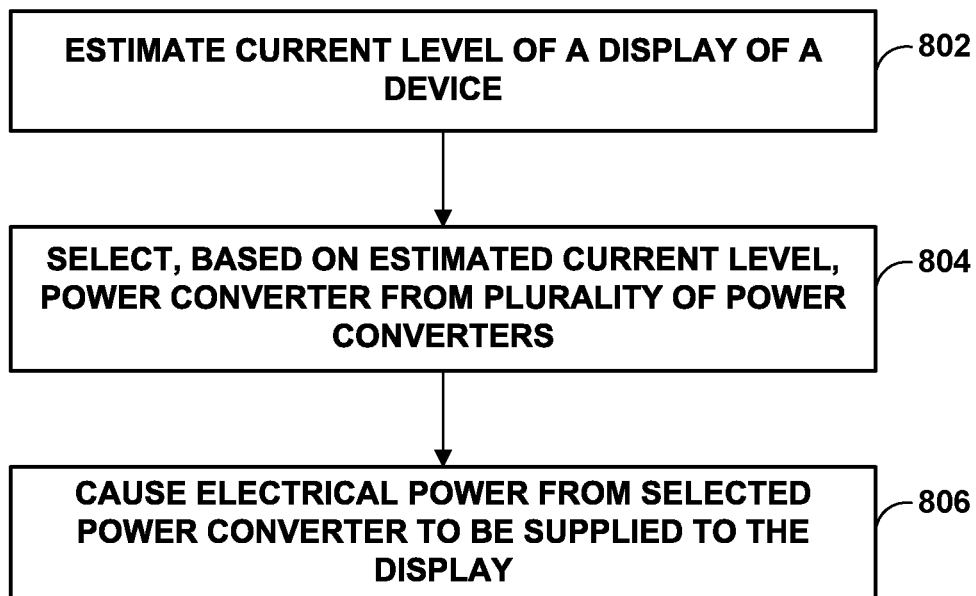 ESTIMATE CURRENT LEVEL OF A DISPLAY OF A
DEVICE
802
SELECT, BASED ON ESTIMATED CURRENT LEVEL,
POWER CONVERTER FROM PLURALITY OF POWER
CONVERTERS
804
CAUSE ELECTRICAL POWER FROM SELECTED
POWER CONVERTER TO BE SUPPLIED TO THE
DISPLAY
806